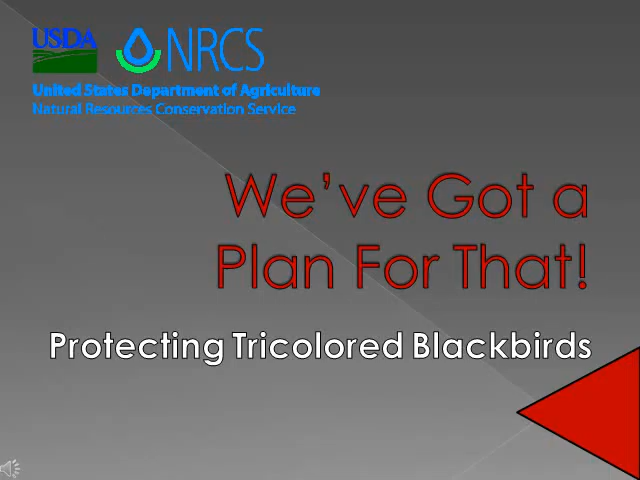 USDA NRCS
United States Department of Agriculture
Natural Resources Conservation Service
We've Got a
Plan For That!
Protecting Tricolored Blackbirds